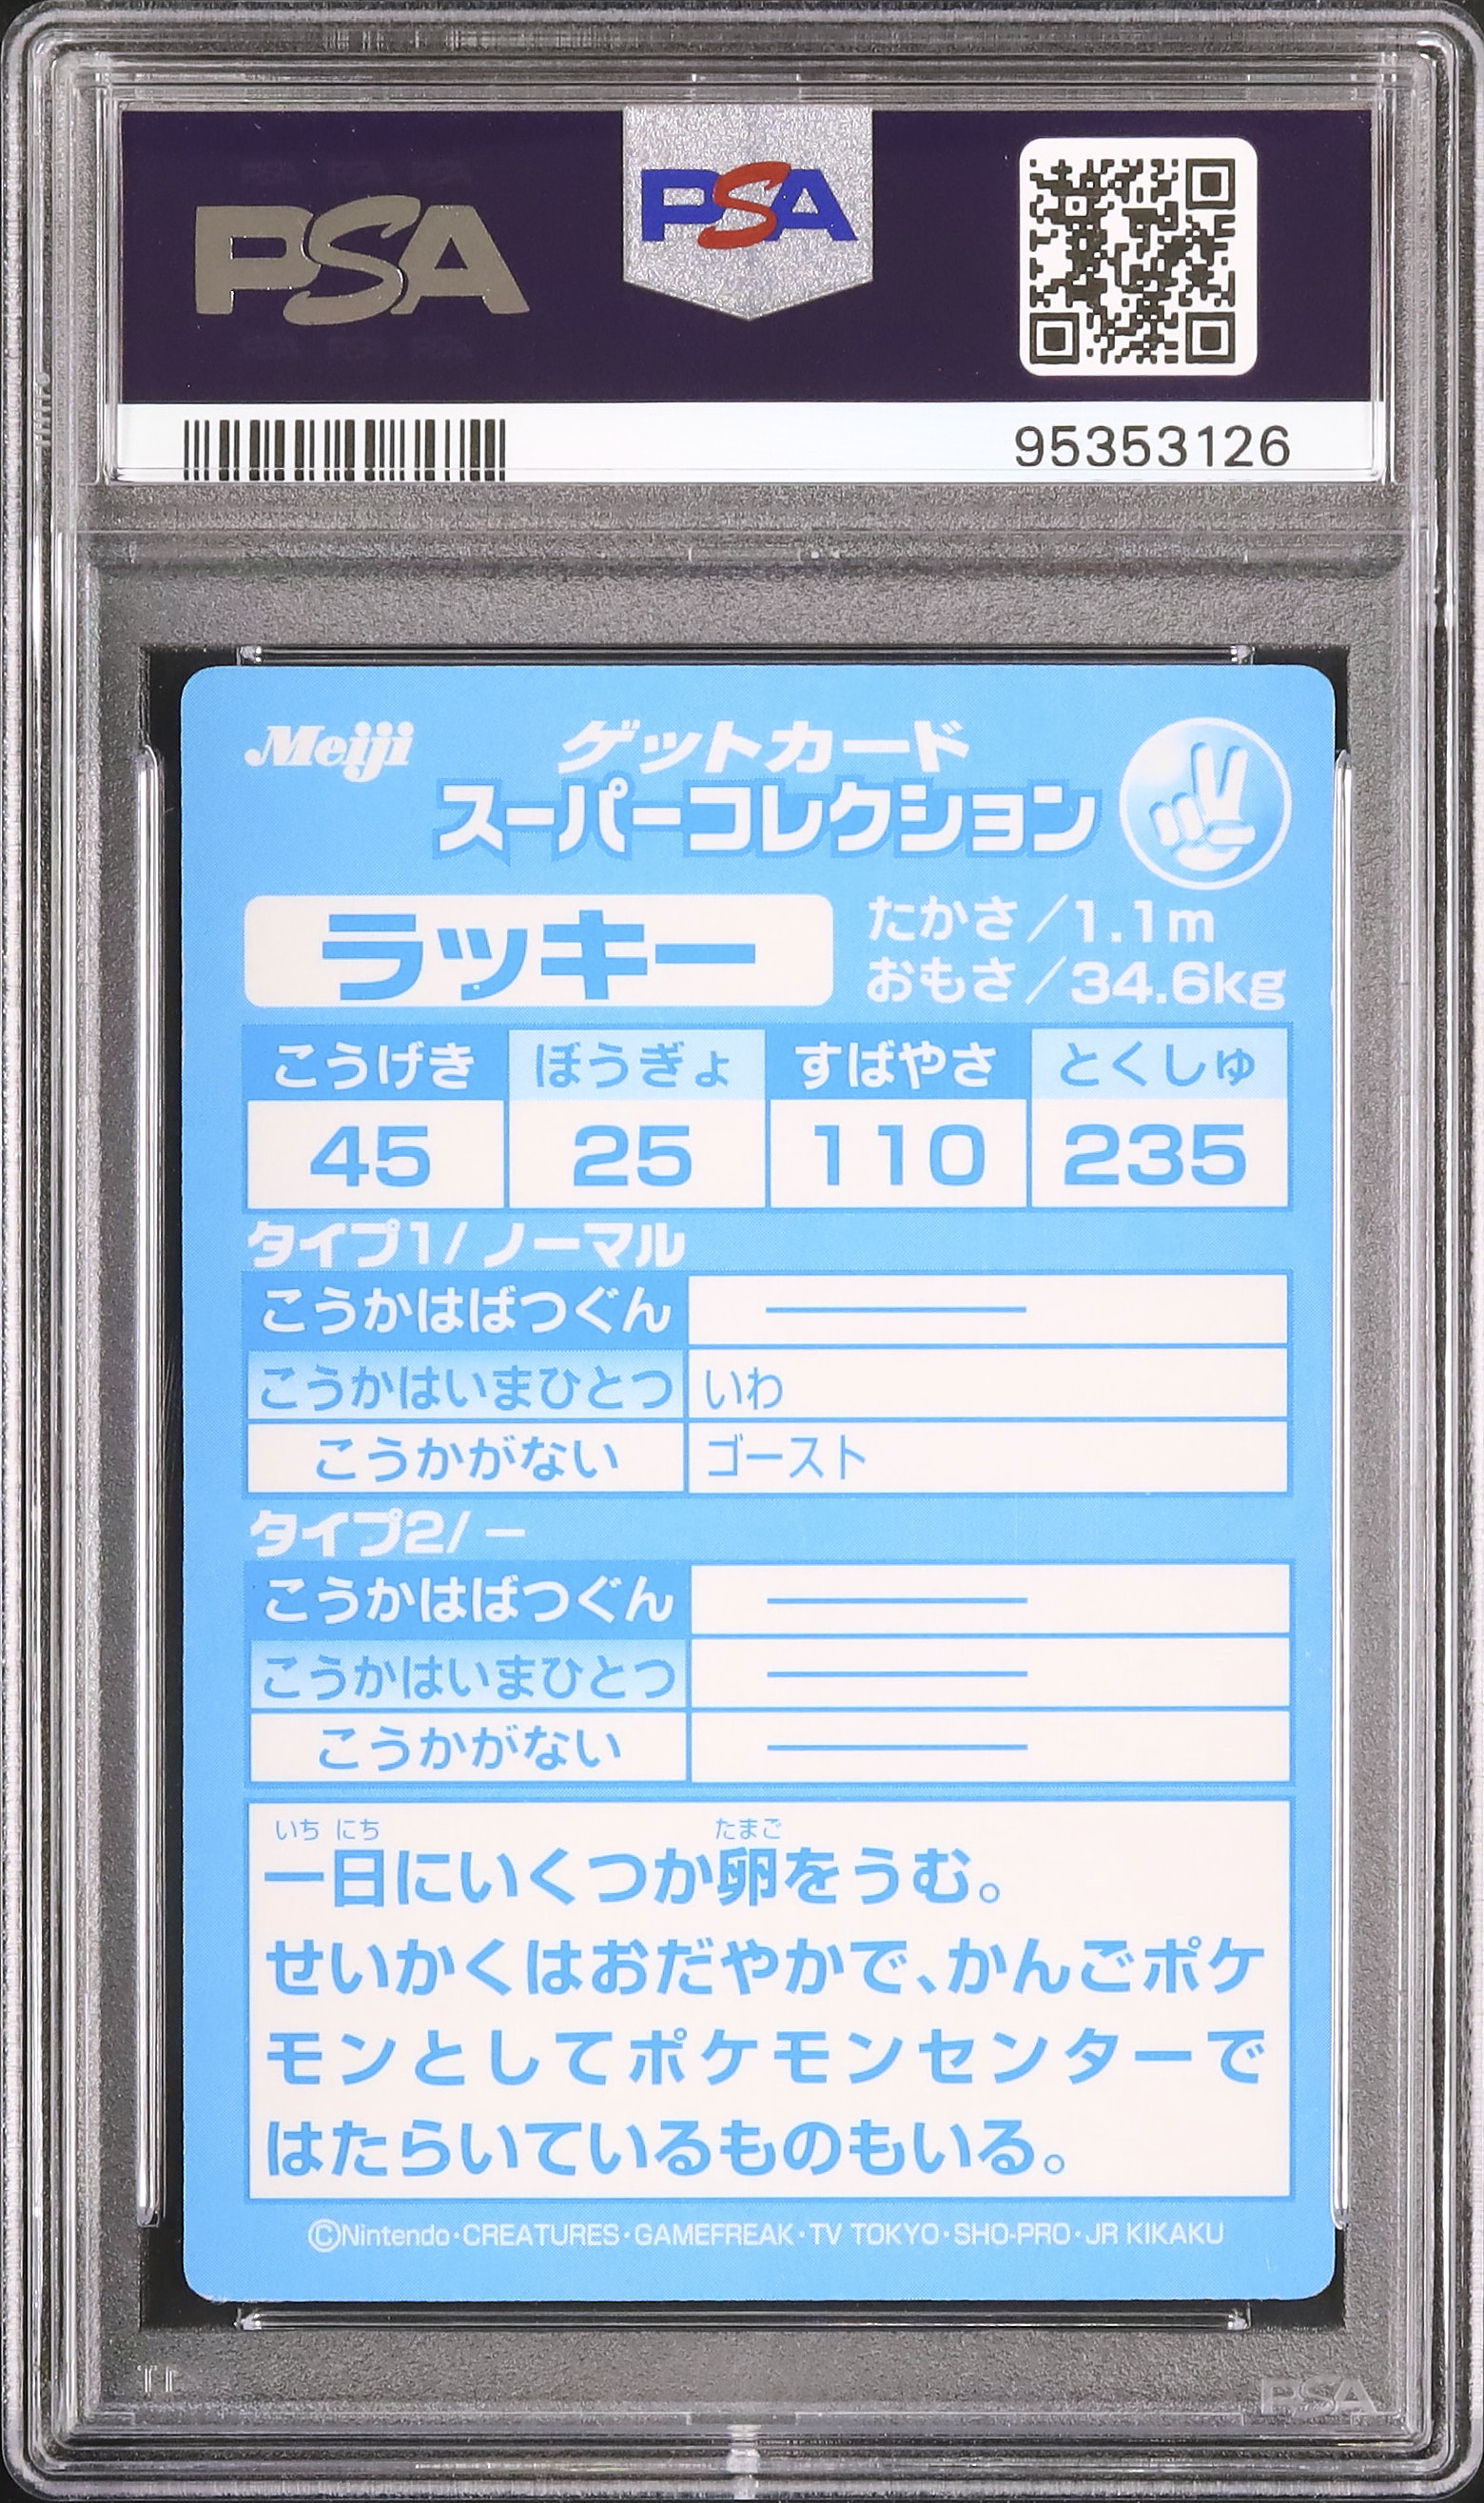 PSA
PSA
95353126
Meiji
ゲットカード
スーパーコレクション
ラッキー
たかさ／1.1m
おもさ／34.6kg
こうげき ぼうぎょ すばやさ とくしゅ
45 25 110 235
タイプ1/ ノーマル
こうかはばつぐん ————
こうかはいまひとつ いわ
こうかがない ゴースト
タイプ2/ －
こうかはばつぐん ————
こうかはいまひとつ ————
こうかがない ————
いち にち たまご
一日にいくつか卵をうむ。
せいかくはおだやかで、かんごポケ
モンとしてポケモンセンターで
はたらいているものもいる。
©Nintendo・CREATURES・GAMEFREAK・TV TOKYO・SHO-PRO・JR KIKAKU
PSA